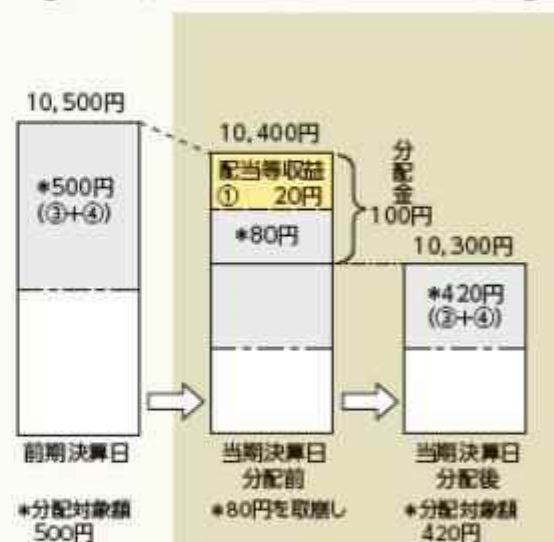 10,500円
*500円
(③+④)
10,400円
配当等収益
① 20円
*80円
分配金
100円
10,300円
*420円
(③+④)
前期決算日
当期決算日
分配前
当期決算日
分配後
*分配対象額
500円
*80円を取崩し
*分配対象額
420円